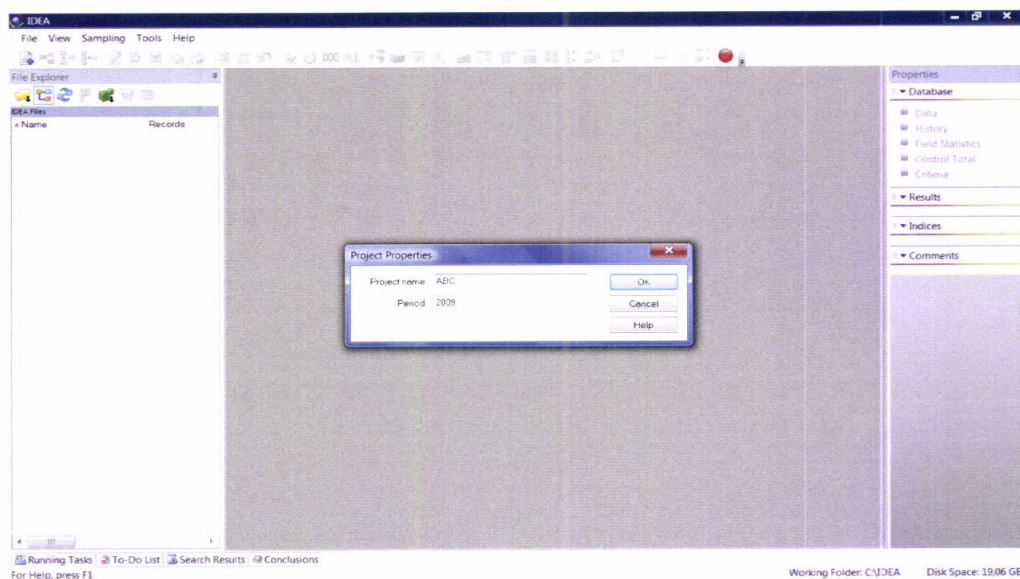 IDEA
File View Sampling Tools Help
000
File Explorer
IDEA Files
Name Records
Project Properties
Project name ABC
Period 2009
OK
Cancel
Help
Properties
Database
Data
History
Field Statistics
Control Total
Criteria
Results
Indices
Comments
Running Tasks To-Do List Search Results Conclusions
For Help, press F1
Working Folder: C:\IDEA Disk Space: 19,06 GB